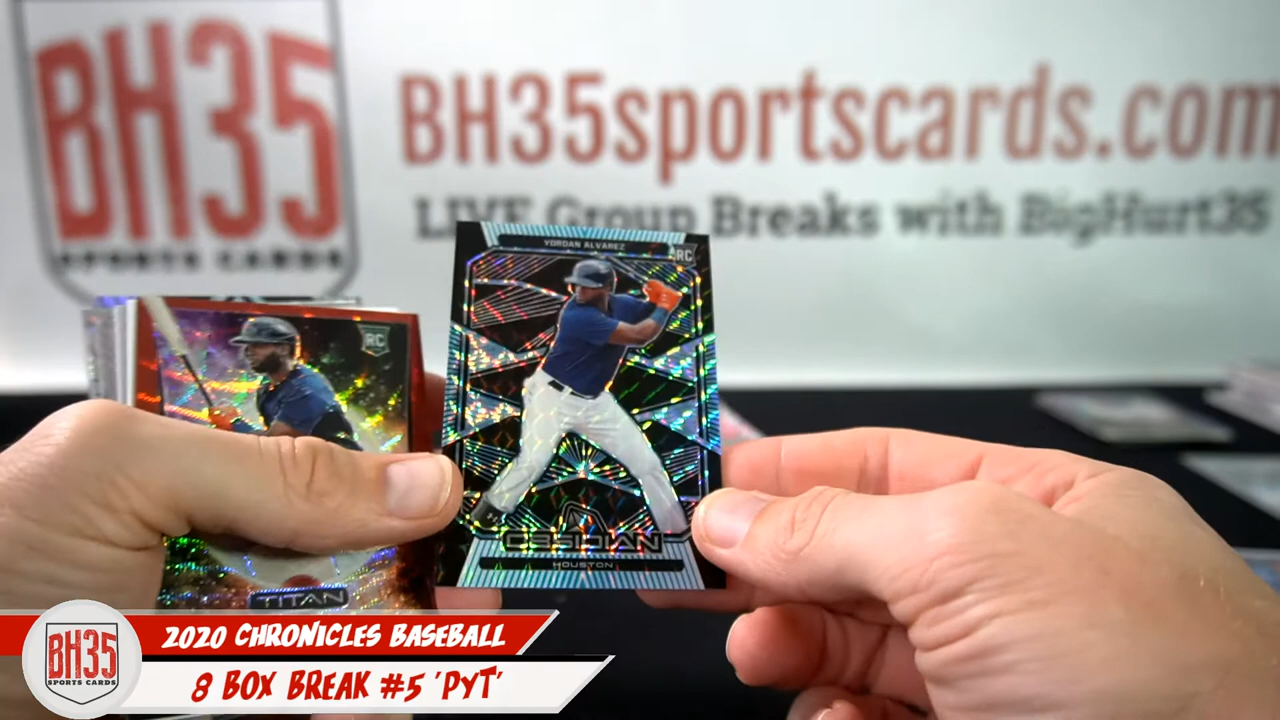 BH35
SPORTS CARDS
BH35sportscards.com
LIVE Group Breaks with BigHurt35
YORDAN ALVAREZ
RC
OBSIDIAN
HOUSTON
RC
TITAN
BH35
SPORTS CARDS
2020 CHRONICLES BASEBALL
8 BOX BREAK #5 'PYT'